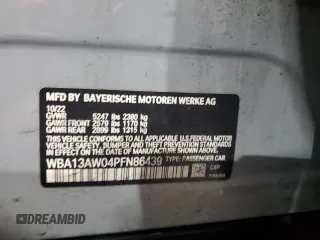 MFD BY BAYERISCHE MOTOREN WERKE AG
10/22
GVWR 5247 lbs 2380 kg
GAWR FRONT 2579 lbs 1170 kg
GAWR REAR 2899 lbs 1315 kg
THIS VEHICLE CONFORMS TO ALL APPLICABLE U.S. FEDERAL MOTOR
VEHICLE SAFETY, BUMPER, AND THEFT PREVENTION STANDARDS IN
EFFECT ON THE DATE OF MANUFACTURE SHOWN ABOVE.
WBA13AW04PFN86439 TYPE: PASSENGER CAR
C4P
DREAMBID